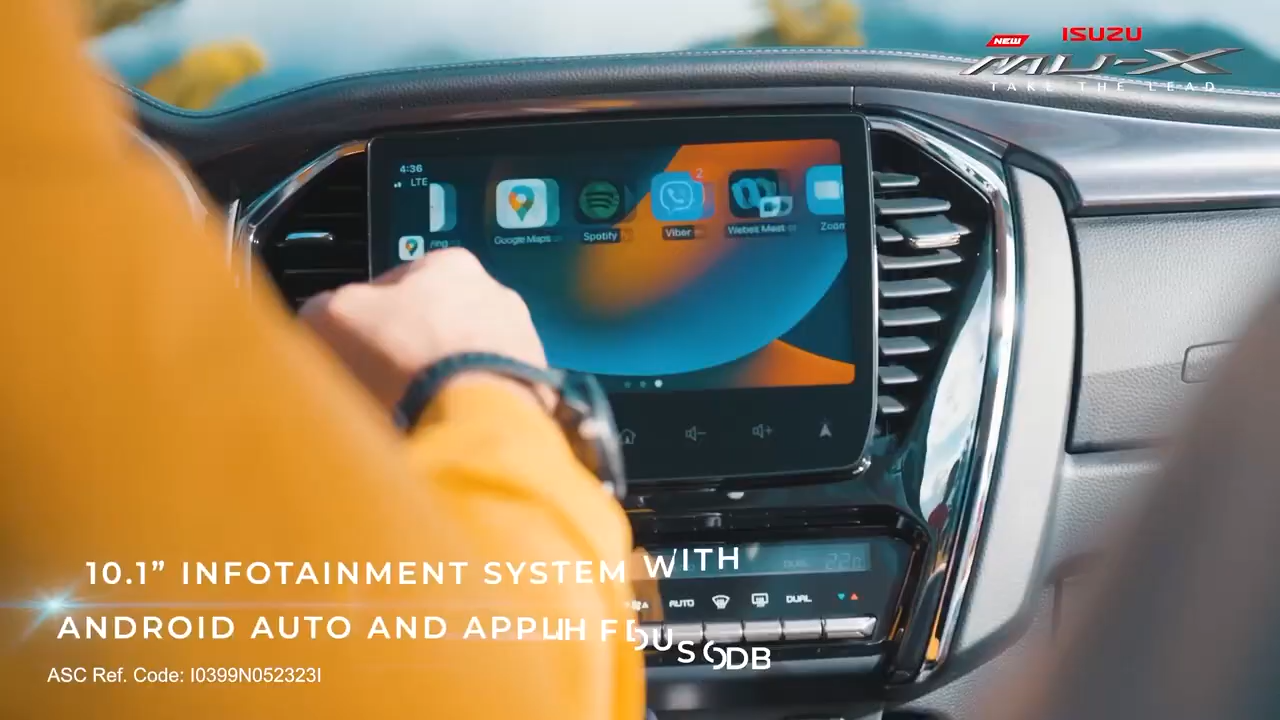 NEW ISUZU
MU-X
TAKE THE LEAD
4:36
LTE
Google Maps
Spotify
2
Viber
Webex Meet
Zoom
10.1” INFOTAINMENT SYSTEM WITH
ANDROID AUTO AND
AUTO
DUAL
ASC Ref. Code: I0399N052323I